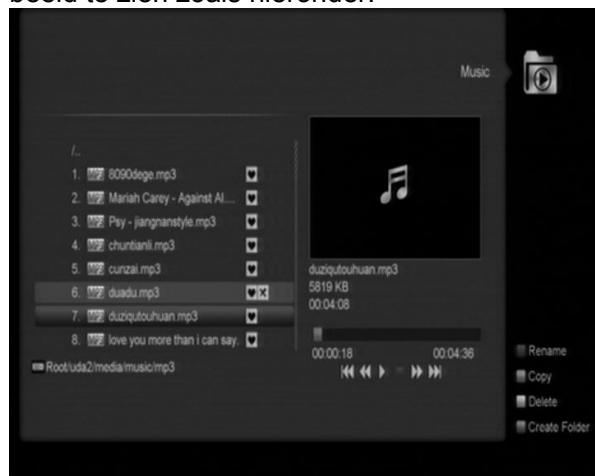 beeld te zien zoals hieronder:
Music
/..
1. MP3 8090dege.mp3
2. MP3 Mariah Carey - Against Al....
3. MP3 Psy - jiangnanstyle.mp3
4. MP3 chuntianli.mp3
5. MP3 cunzai.mp3
6. MP3 duadu.mp3
7. MP3 duziqutouhuan.mp3
8. MP3 love you more than i can say.
Root/uda2/media/music/mp3
duziqutouhuan.mp3
5819 KB
00:04:08
00:00:18 00:04:36
Rename
Copy
Delete
Create Folder